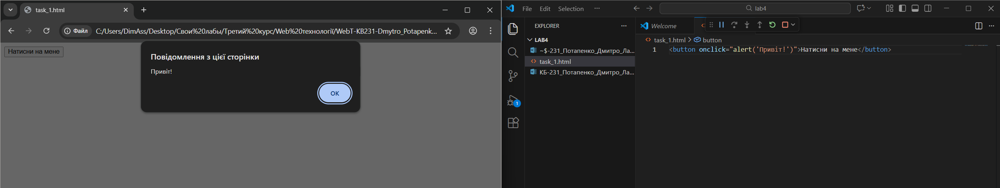 task_1.html
Файл
C:/Users/DimAss/Desktop/Свои%20лабы/Третий%20курс/Web%20технології/WebT-KB231-Dmytro_Potapenk...
Натисни на мене
Повідомлення з цієї сторінки
Привіт!
ОК
File Edit Selection ...
lab4
EXPLORER
LAB4
~$-231_Потапенко_Дмитро_Ла...
task_1.html
КБ-231_Потапенко_Дмитро_Ла...
1
Welcome
task_1.html > button
1 <button onclick="alert('Привіт!')">Натисни на мене</button>